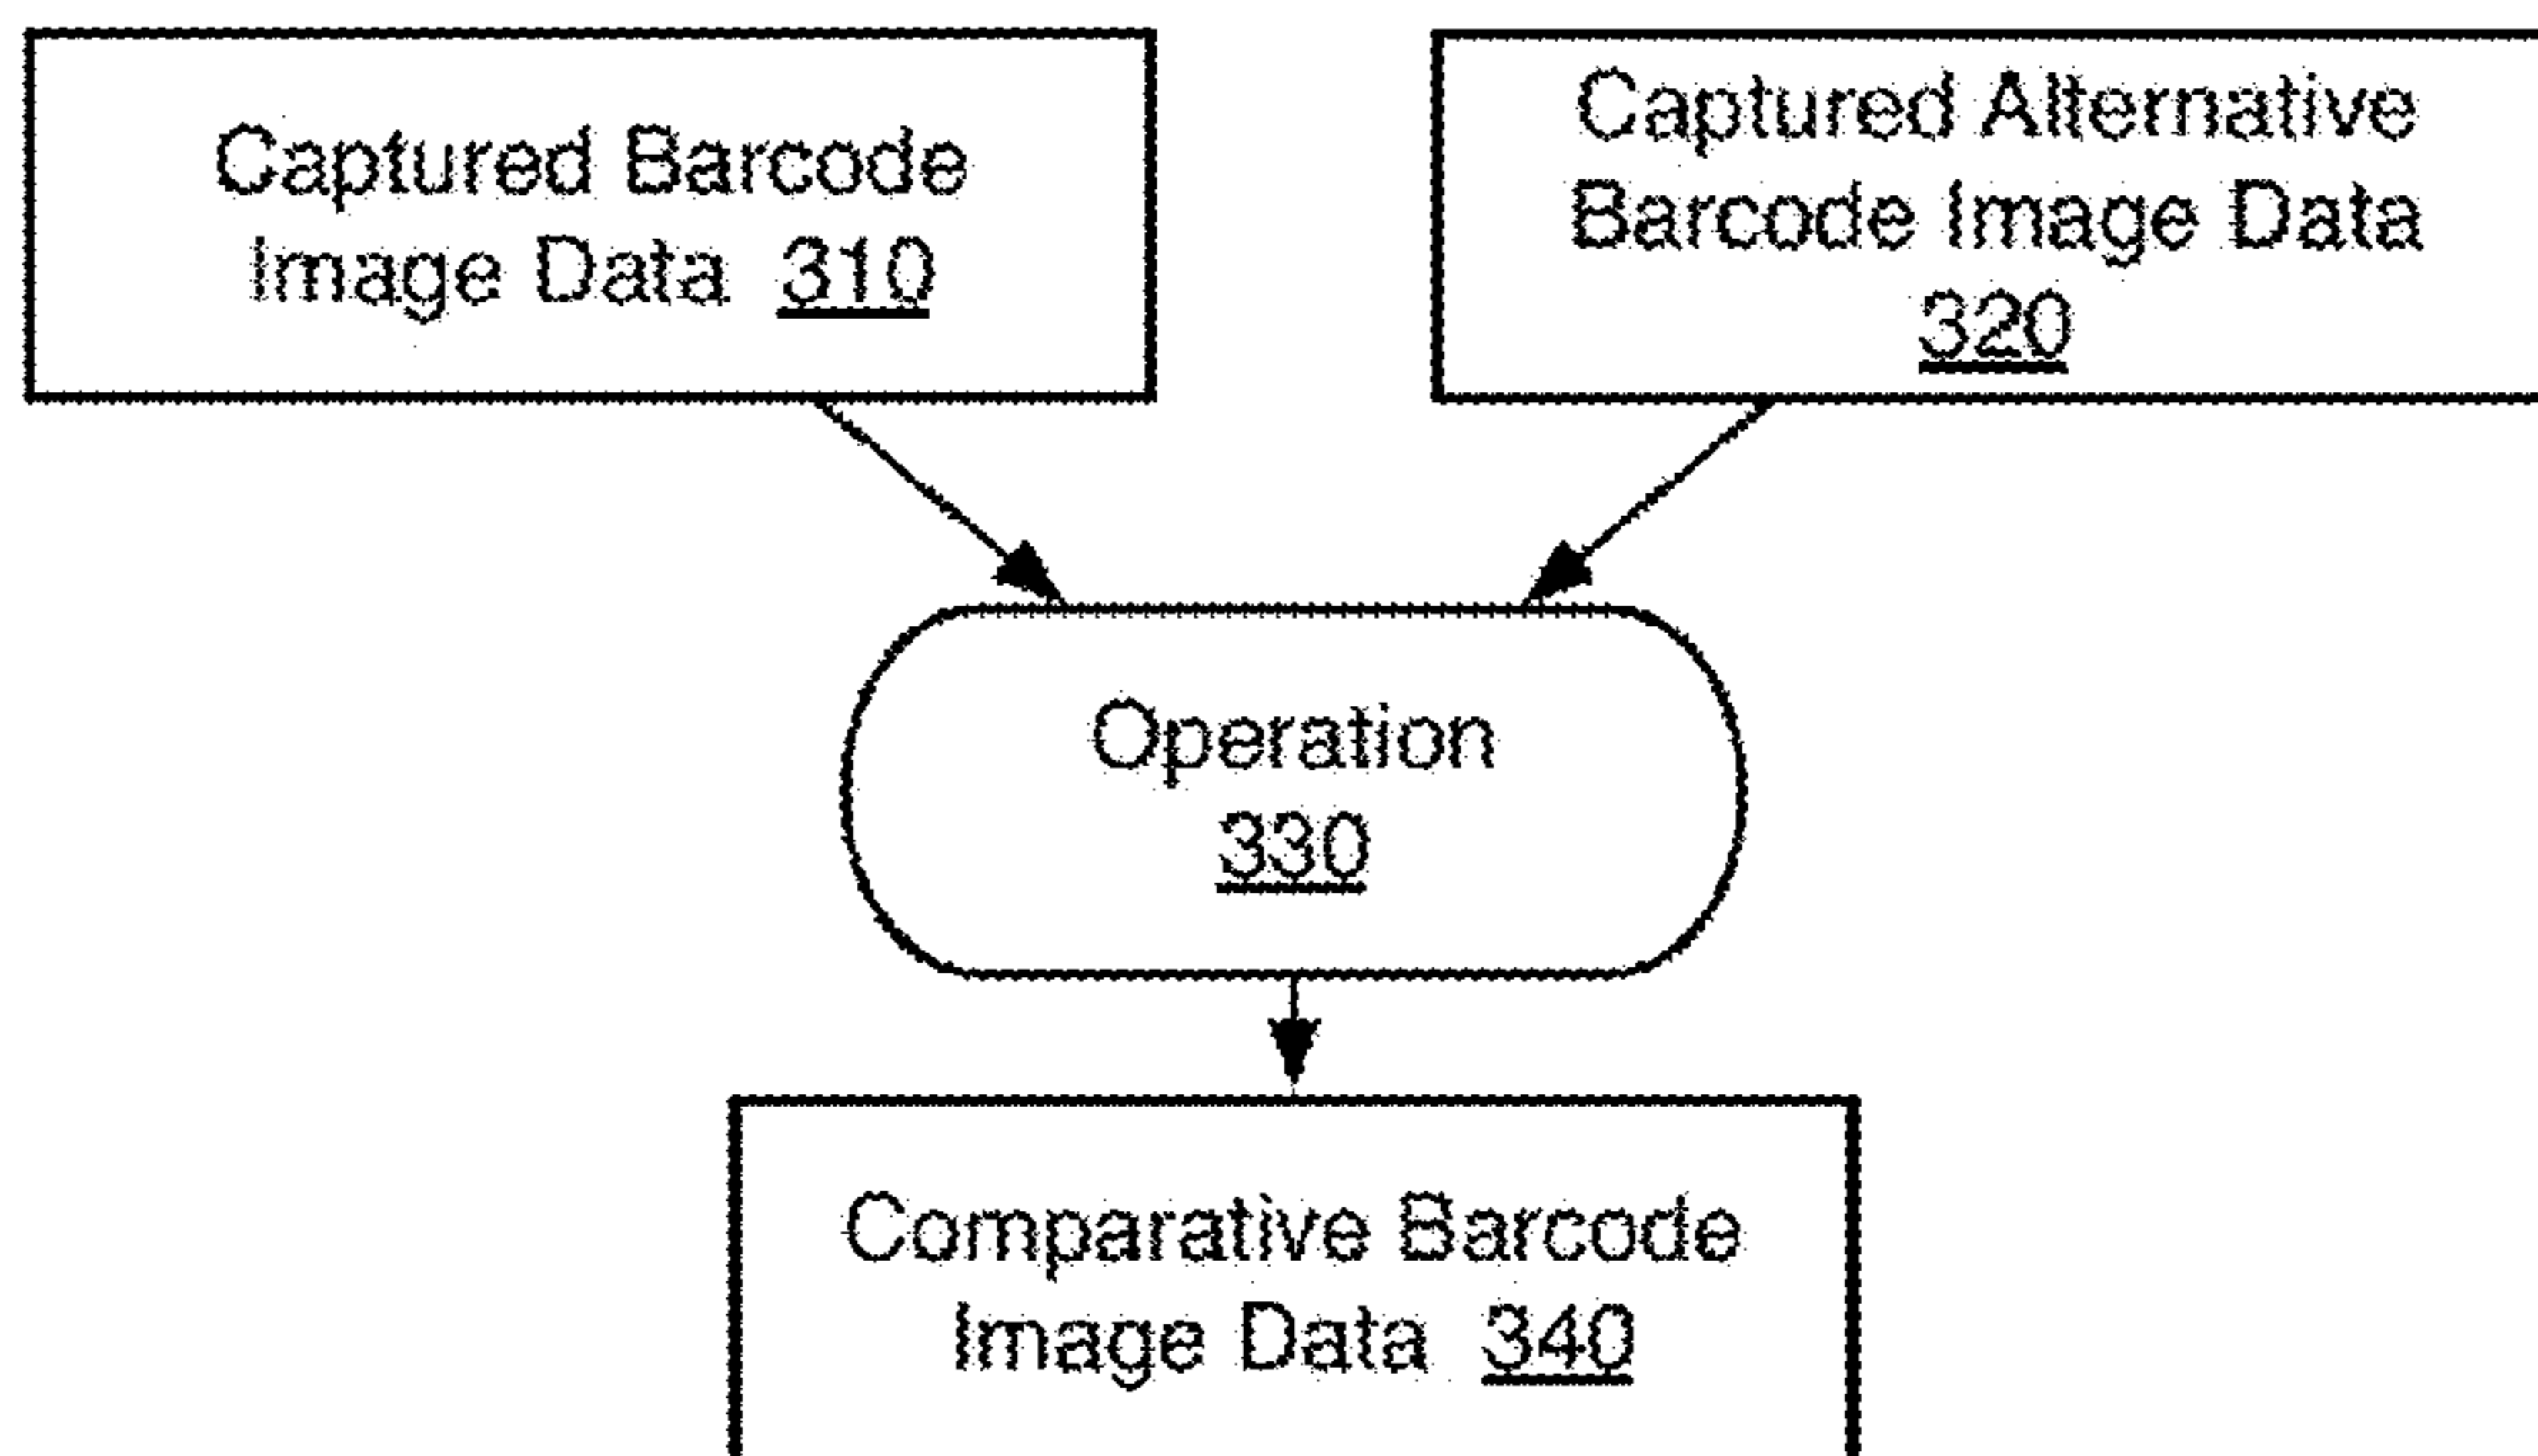 Captured Barcode
Image Data 310
Captured Alternative
Barcode Image Data
320
Operation
330
Comparative Barcode
Image Data 340